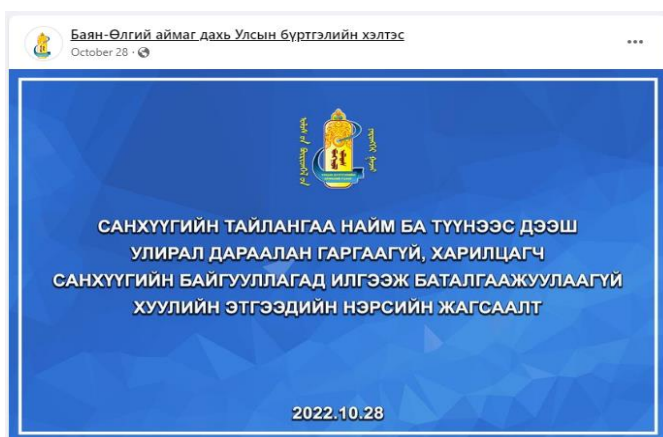 Баян-Өлгий аймаг дахь Улсын бүртгэлийн хэлтэс
October 28
САНХҮҮГИЙН ТАЙЛАНГАА НАЙМ БА ТҮҮНЭЭС ДЭЭШ
УЛИРАЛ ДАРААЛАН ГАРГААГҮЙ, ХАРИЛЦАГЧ
САНХҮҮГИЙН БАЙГУУЛЛАГАД ИЛГЭЭЖ БАТАЛГААЖУУЛААГҮЙ
ХУУЛИЙН ЭТГЭЭДИЙН НЭРСИЙН ЖАГСААЛТ
2022.10.28